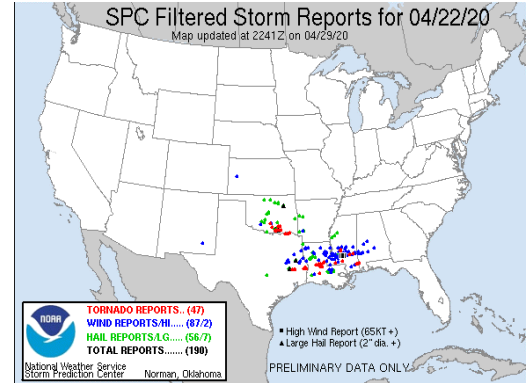 SPC Filtered Storm Reports for 04/22/20
Map updated at 2241Z on 04/29/20
NOAA
TORNADO REPORTS.. (47)
WIND REPORTS/HI..... (87/2)
HAIL REPORTS/LG..... (56/7)
TOTAL REPORTS....... (190)
National Weather Service
Storm Prediction Center Norman, Oklahoma
High Wind Report (65KT +)
Large Hail Report (2" dia. +)
PRELIMINARY DATA ONLY